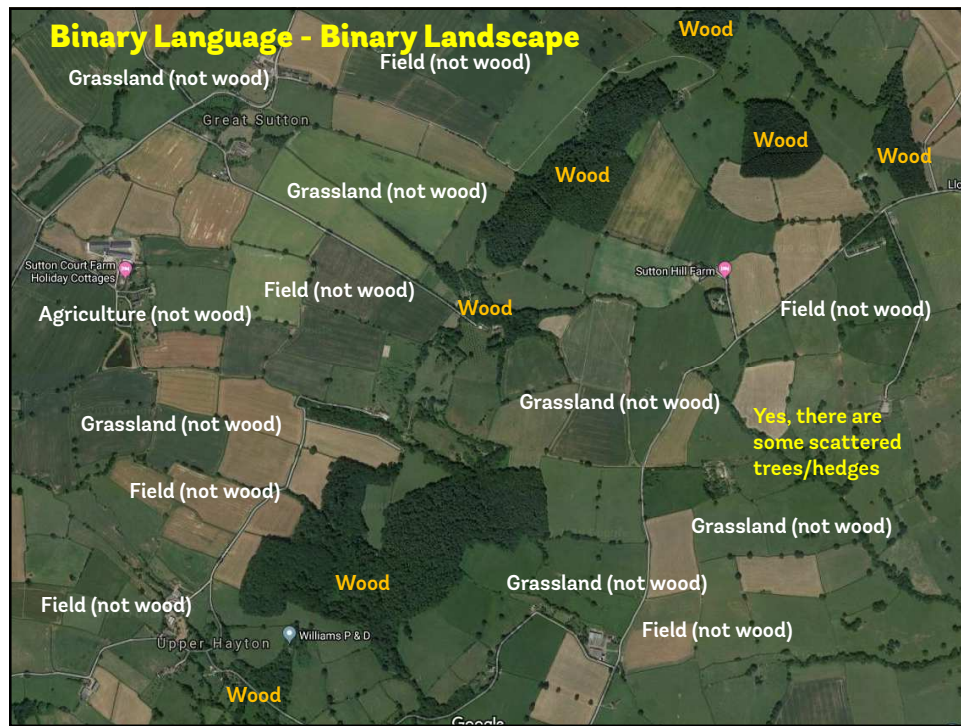 Binary Language - Binary Landscape
Wood
Field (not wood)
Grassland (not wood)
Great Sutton
Wood
Wood
Wood
Grassland (not wood)
Sutton Court Farm
Holiday Cottages
Sutton Hill Farm
Field (not wood)
Wood
Field (not wood)
Agriculture (not wood)
Grassland (not wood)
Yes, there are
some scattered
trees/hedges
Grassland (not wood)
Field (not wood)
Grassland (not wood)
Wood
Grassland (not wood)
Field (not wood)
Field (not wood)
Williams P & D
Upper Hayton
Wood
Google